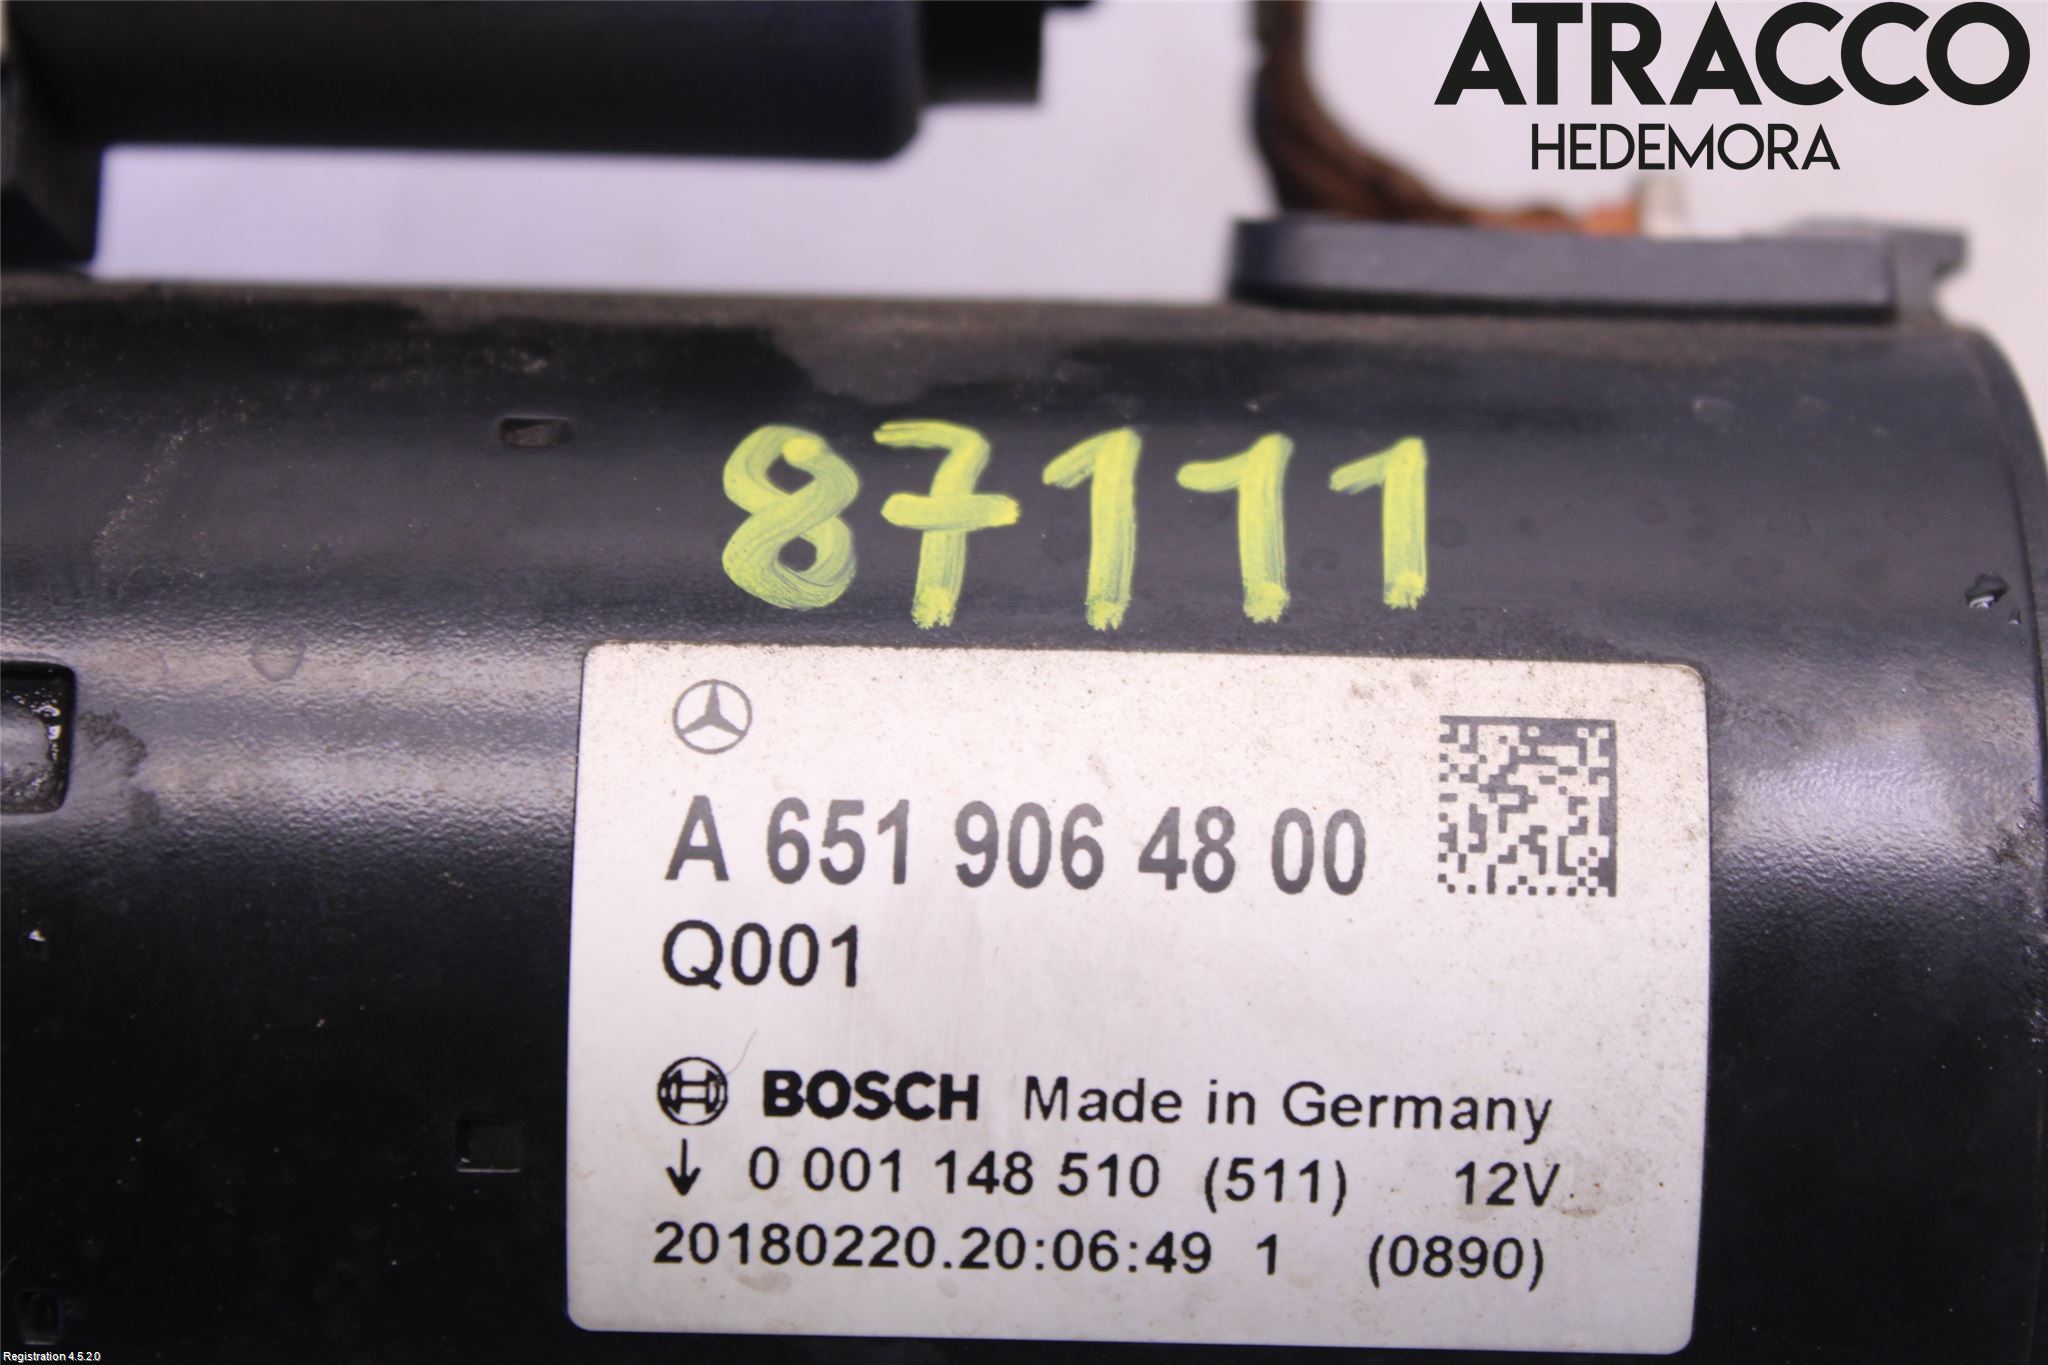 ATRACCO
HEDEMORA
87111
A 651 906 48 00
Q001
BOSCH Made in Germany
↓ 0 001 148 510 (511) 12V
20180220.20:06:49 1 (0890)
Registration 4.5.2.0